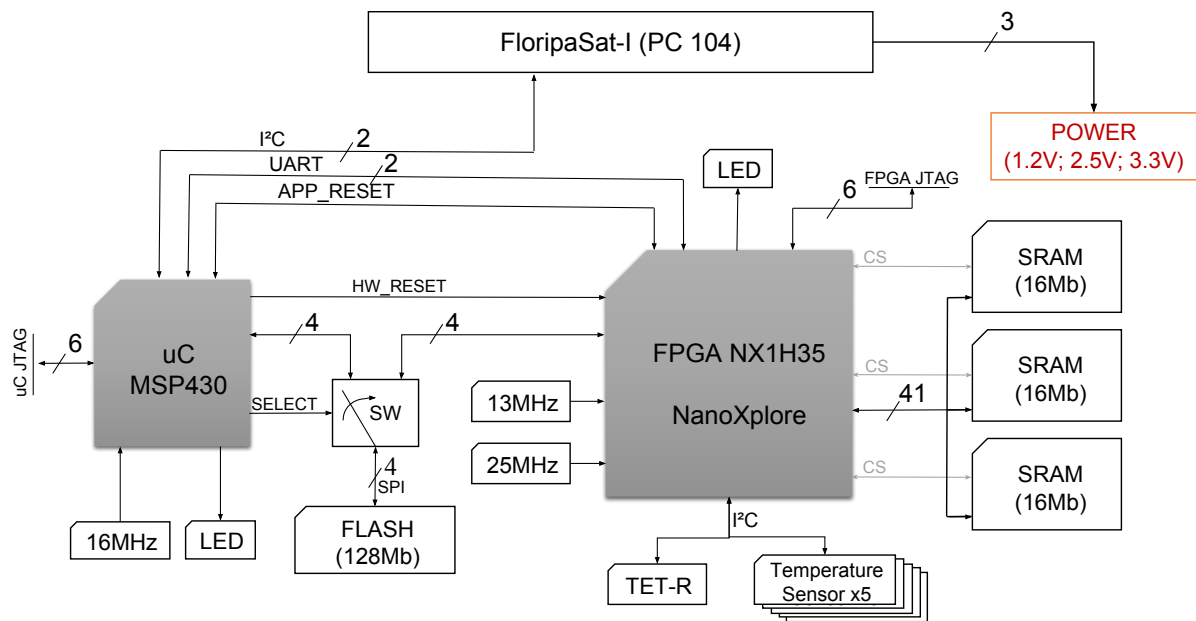 FloripaSat-I (PC 104)
3
POWER
(1.2V; 2.5V; 3.3V)
I²C
2
UART
2
APP_RESET
LED
6
FPGA JTAG
HW_RESET
4
4
uC JTAG
6
uC
MSP430
SELECT
SW
4
SPI
FLASH
(128Mb)
16MHz
LED
13MHz
25MHz
FPGA NX1H35
NanoXplore
CS
SRAM
(16Mb)
CS
41
SRAM
(16Mb)
CS
SRAM
(16Mb)
I²C
TET-R
Temperature
Sensor x5